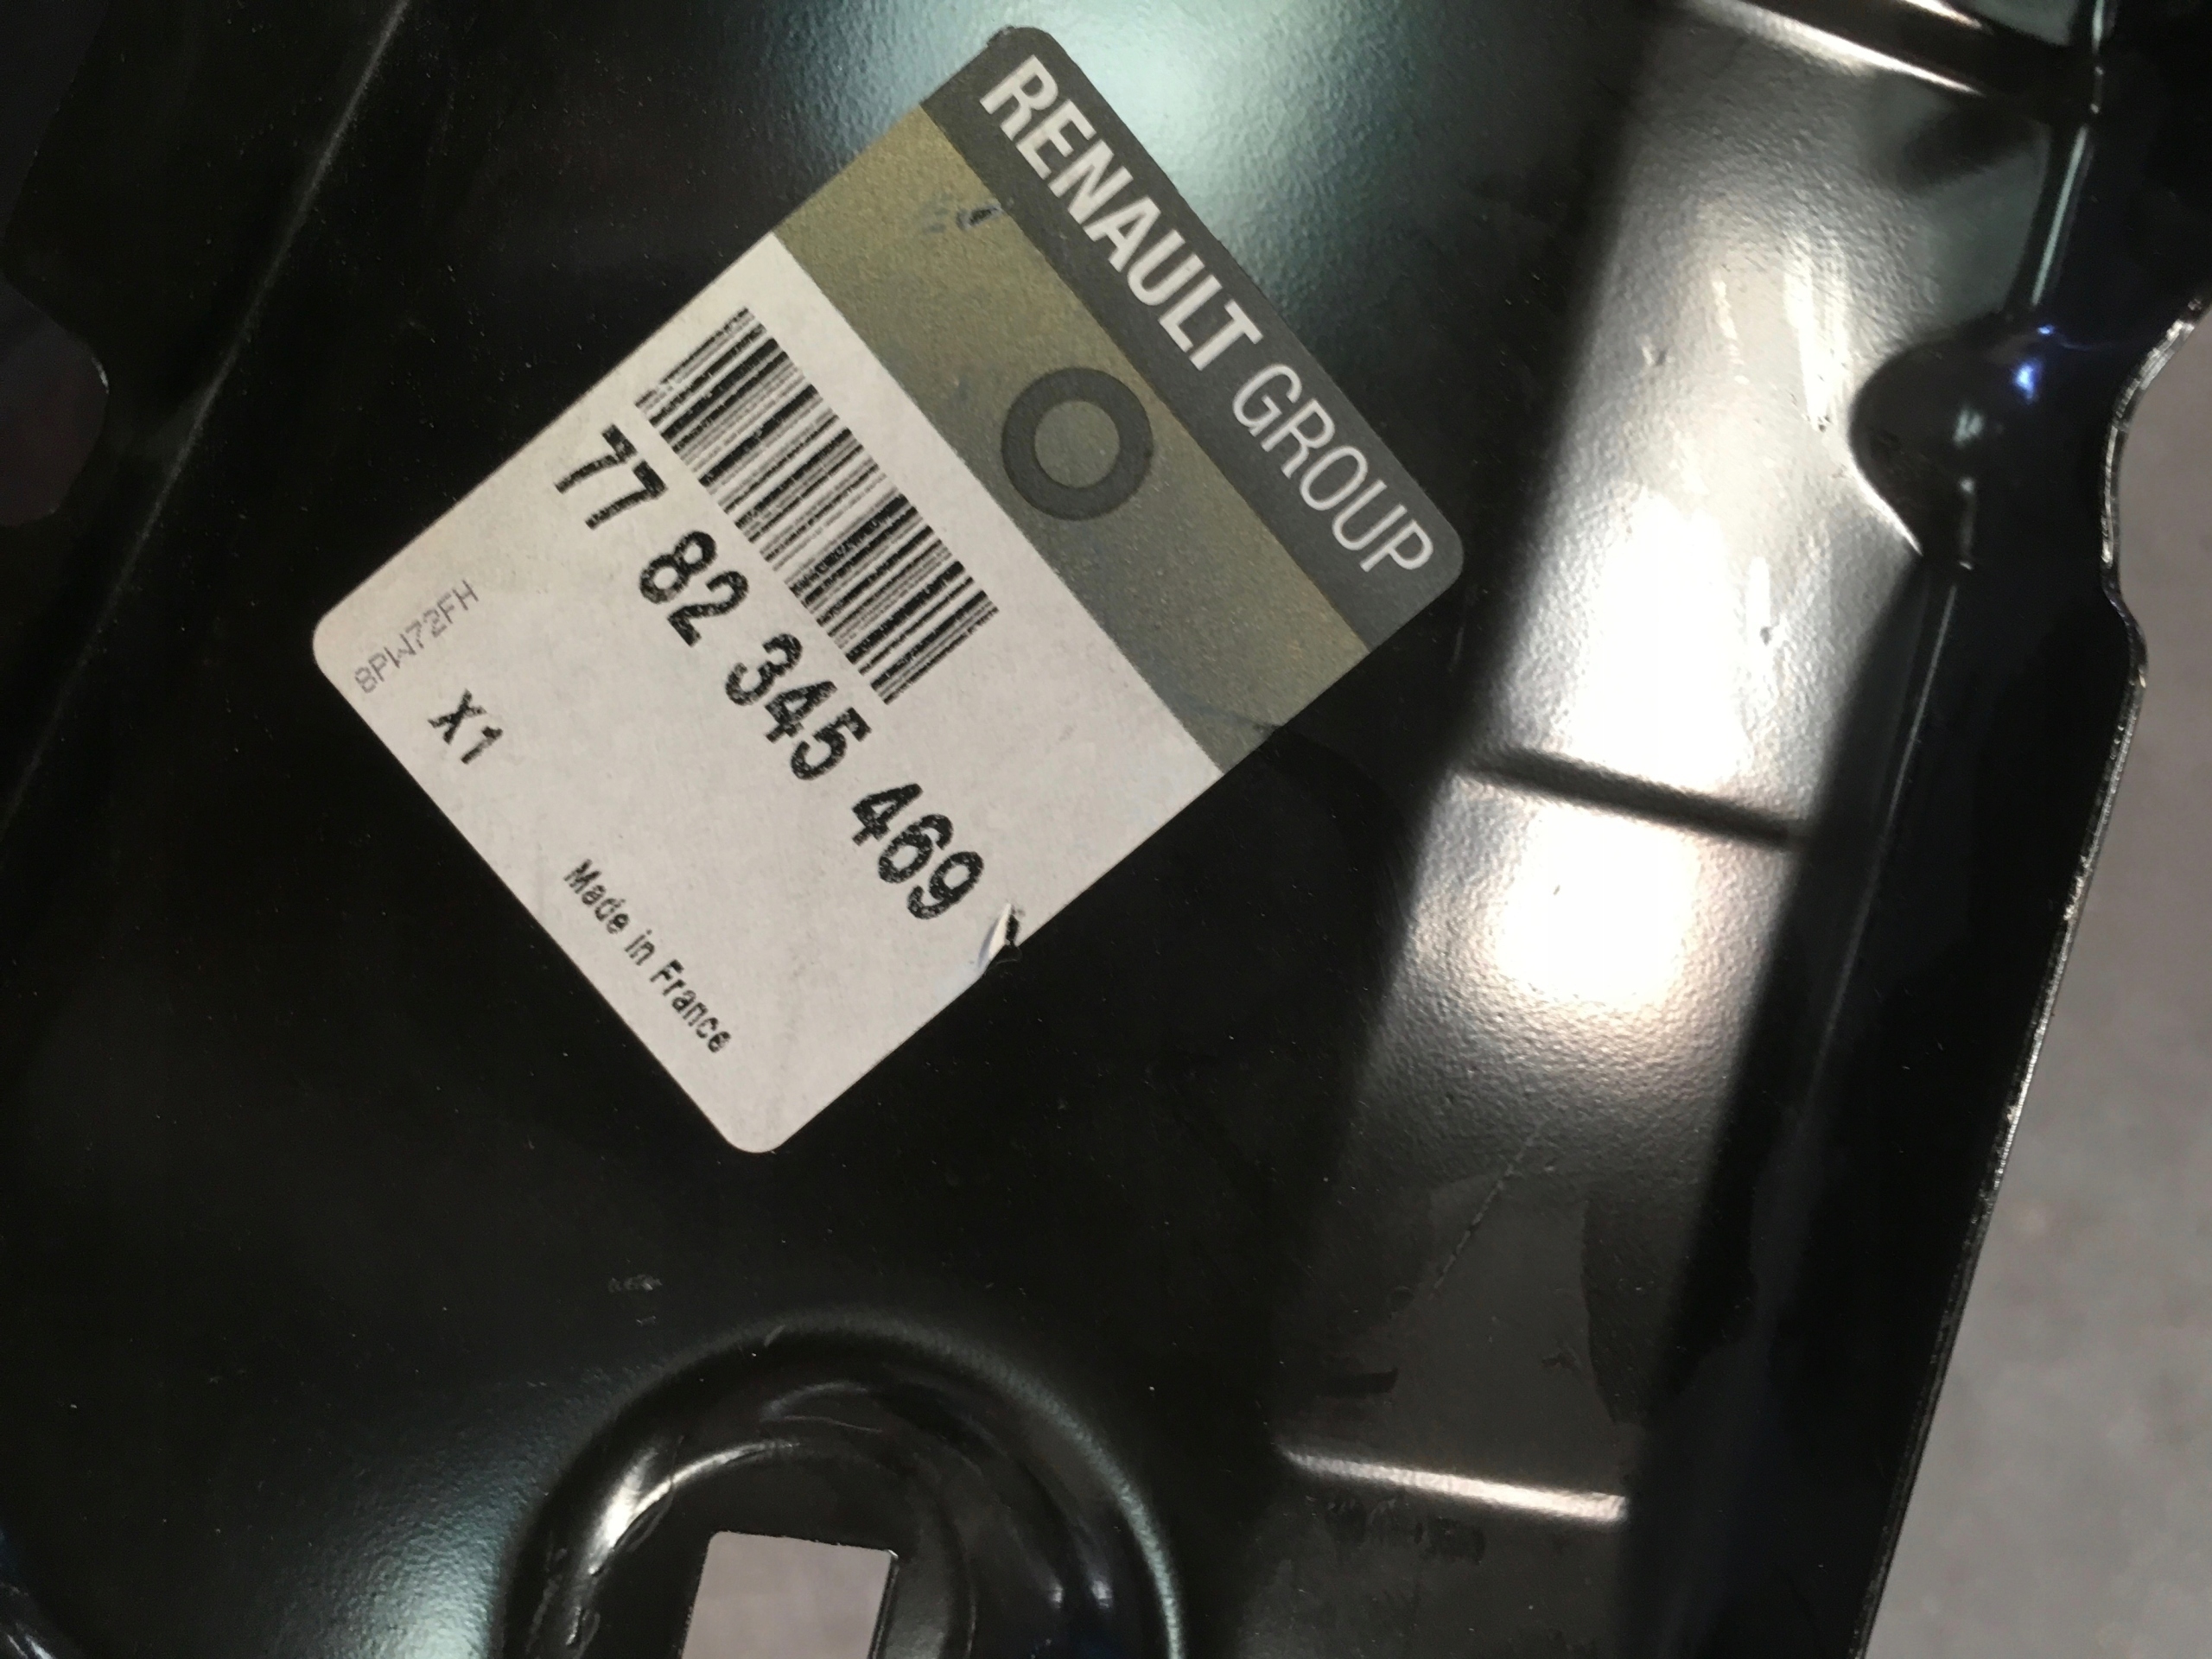 RENAULT GROUP
77 82 345 469
8PW72FH
X1
Made in France